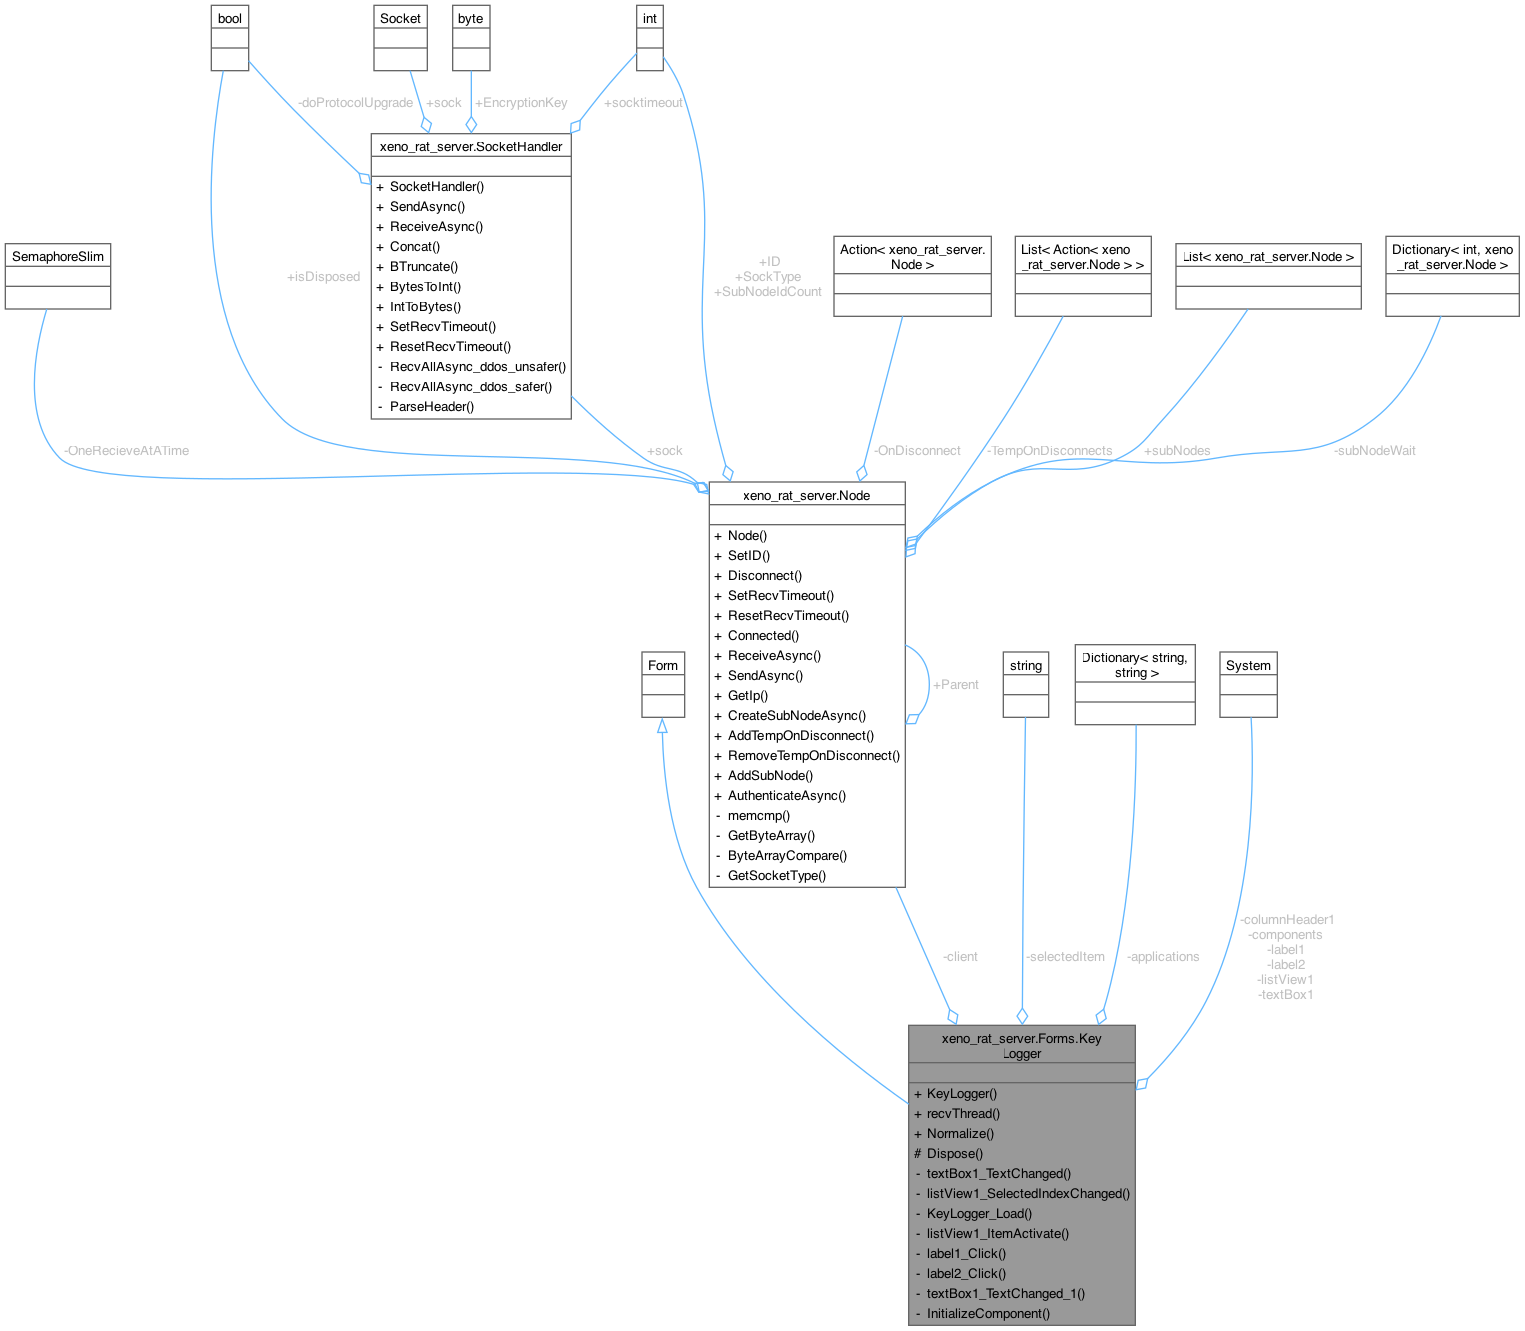 bool
Socket
byte
int
-doProtocolUpgrade
+sock
+EncryptionKey
+socktimeout
xeno_rat_server.SocketHandler
+ SocketHandler()
+ SendAsync()
+ ReceiveAsync()
+ Concat()
+ BTruncate()
+ BytesToInt()
+ IntToBytes()
+ SetRecvTimeout()
+ ResetRecvTimeout()
- RecvAllAsync_ddos_unsafer()
- RecvAllAsync_ddos_safer()
- ParseHeader()
SemaphoreSlim
+isDisposed
+ID
+SockType
+SubNodeIdCount
Action< xeno_rat_server.
Node >
List< Action< xeno
_rat_server.Node > >
List< xeno_rat_server.Node >
Dictionary< int, xeno
_rat_server.Node >
-OneRecieveAtATime
+sock
-OnDisconnect
-TempOnDisconnects
+subNodes
-subNodeWait
xeno_rat_server.Node
+ Node()
+ SetID()
+ Disconnect()
+ SetRecvTimeout()
+ ResetRecvTimeout()
+ Connected()
+ ReceiveAsync()
+ SendAsync()
+ GetIp()
+ CreateSubNodeAsync()
+ AddTempOnDisconnect()
+ RemoveTempOnDisconnect()
+ AddSubNode()
+ AuthenticateAsync()
- memcmp()
- GetByteArray()
- ByteArrayCompare()
- GetSocketType()
+Parent
Form
string
Dictionary< string,
string >
System
-client
-selectedItem
-applications
-columnHeader1
-components
-label1
-label2
-listView1
-textBox1
xeno_rat_server.Forms.Key
Logger
+ KeyLogger()
+ recvThread()
+ Normalize()
# Dispose()
- textBox1_TextChanged()
- listView1_SelectedIndexChanged()
- KeyLogger_Load()
- listView1_ItemActivate()
- label1_Click()
- label2_Click()
- textBox1_TextChanged_1()
- InitializeComponent()